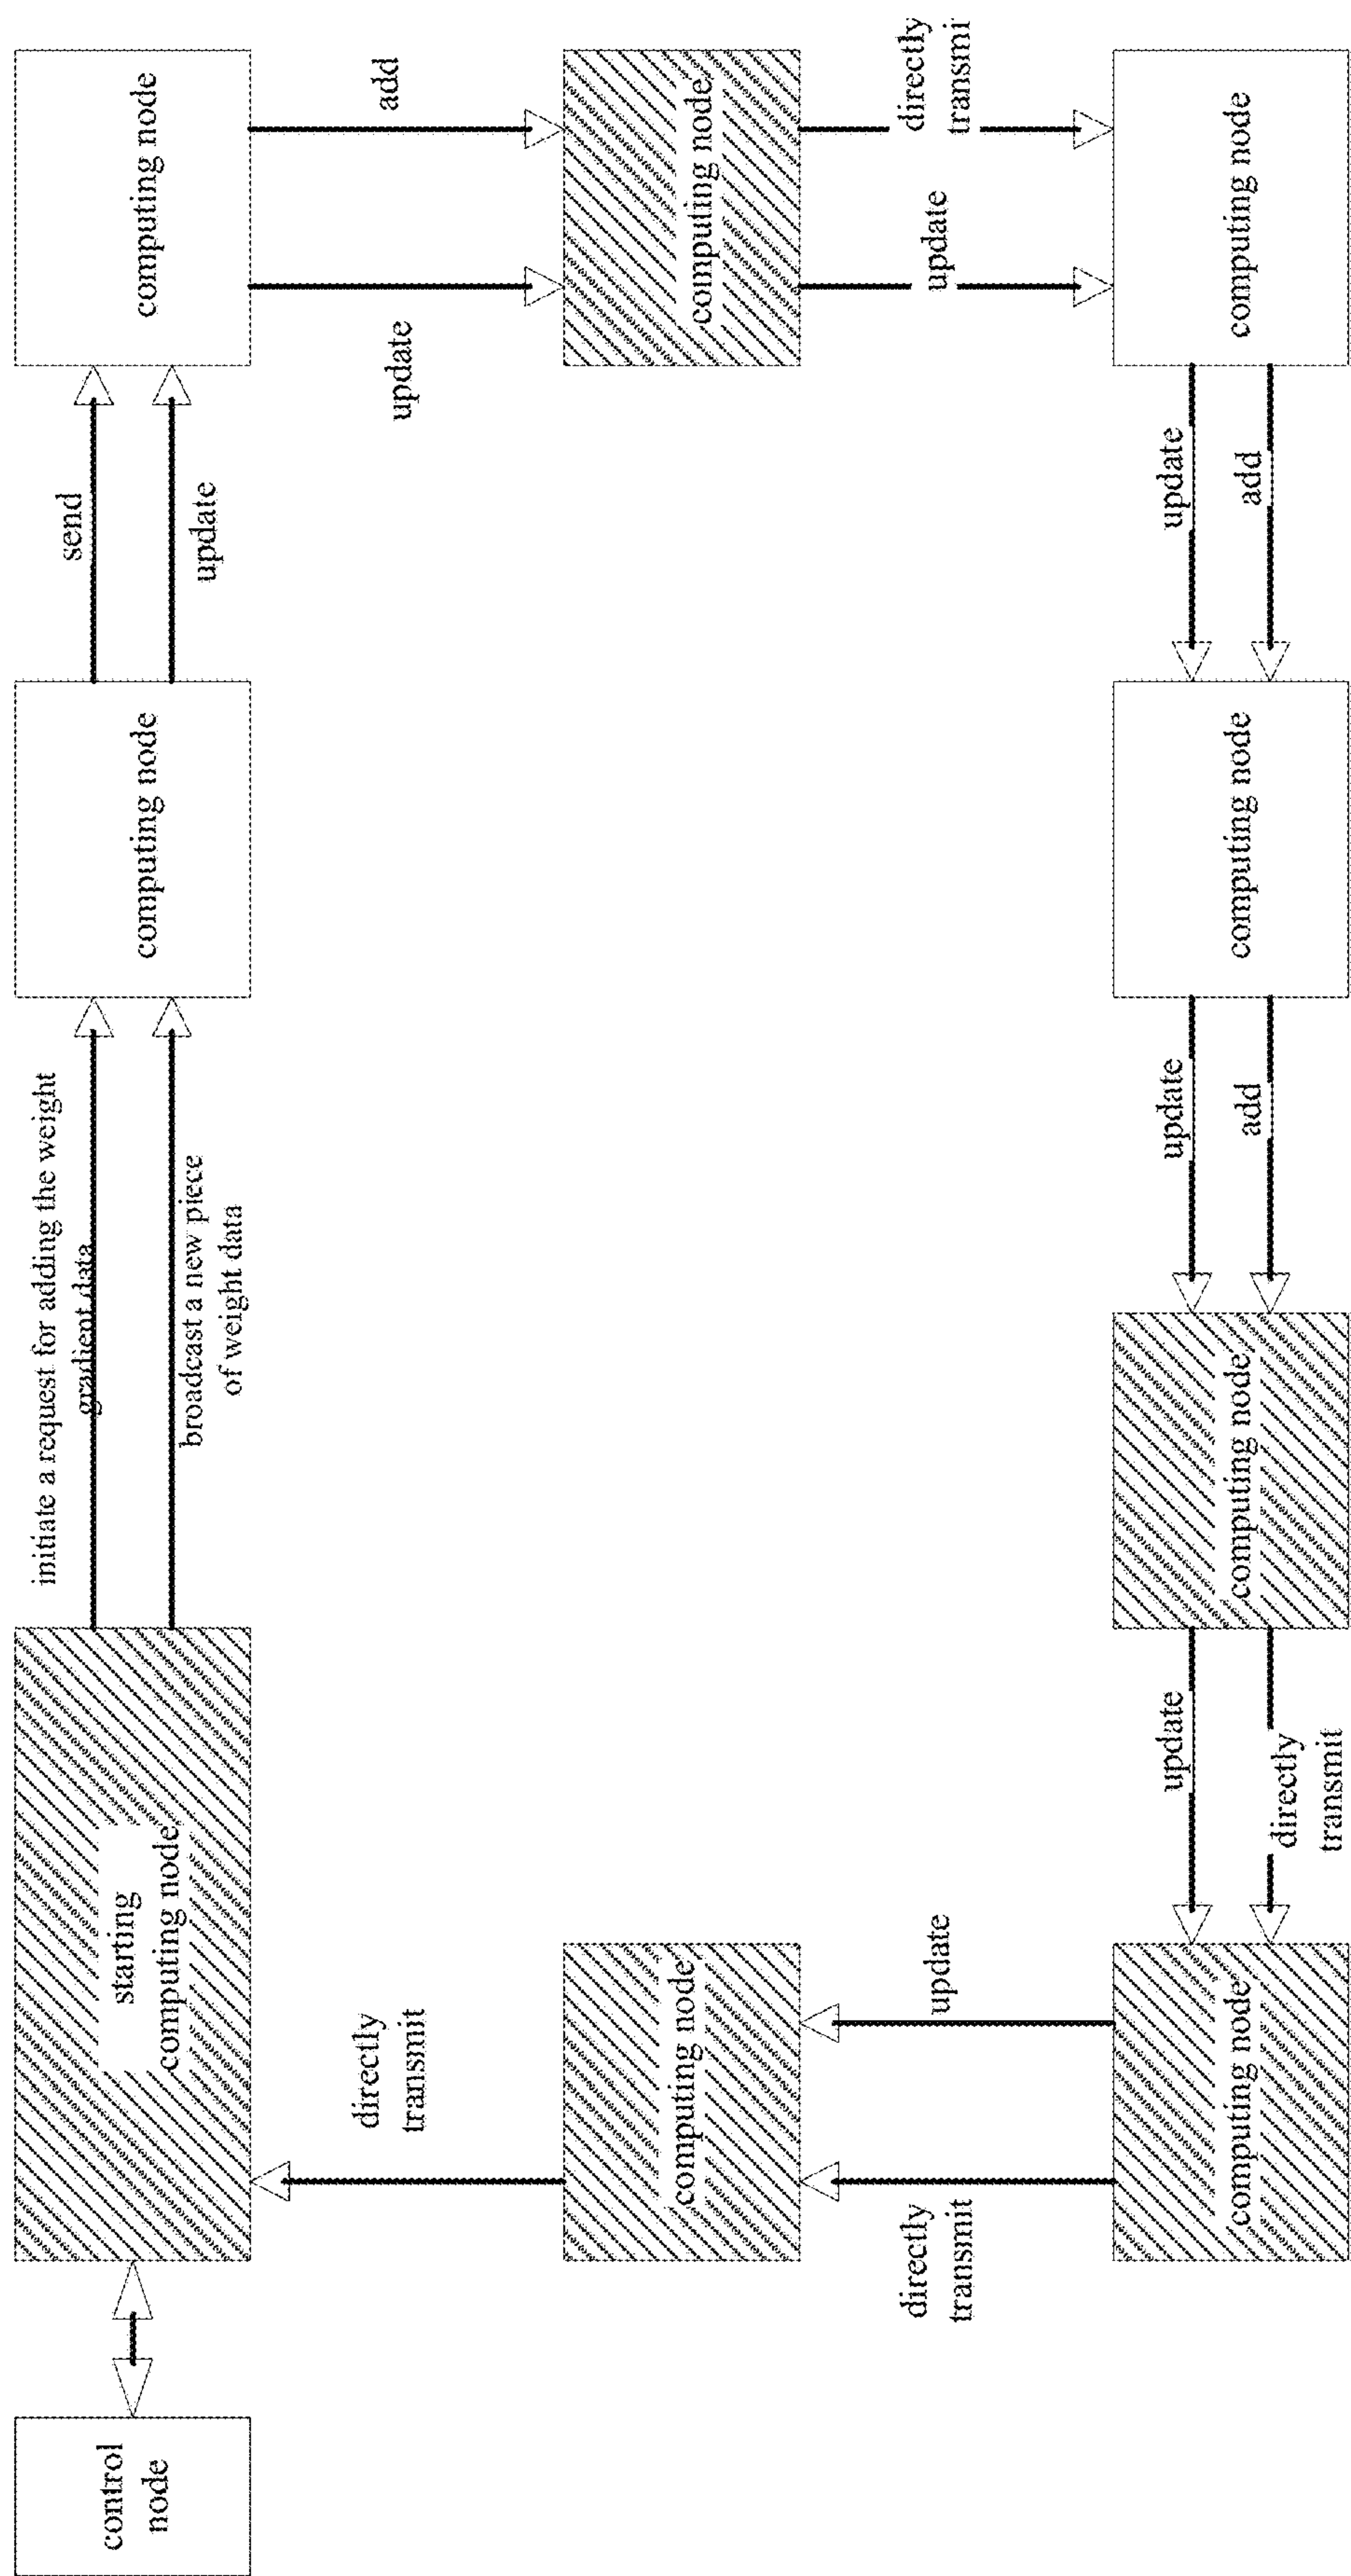 control
node
starting
computing node
initiate a request for adding the weight
gradient data
broadcast a new piece
of weight data
computing node
send
update
computing node
add
update
computing node
directly
transmi
update
computing node
update
add
computing node
update
add
computing node
update
directly
transmit
computing node
update
directly
transmit
computing node
directly
transmit